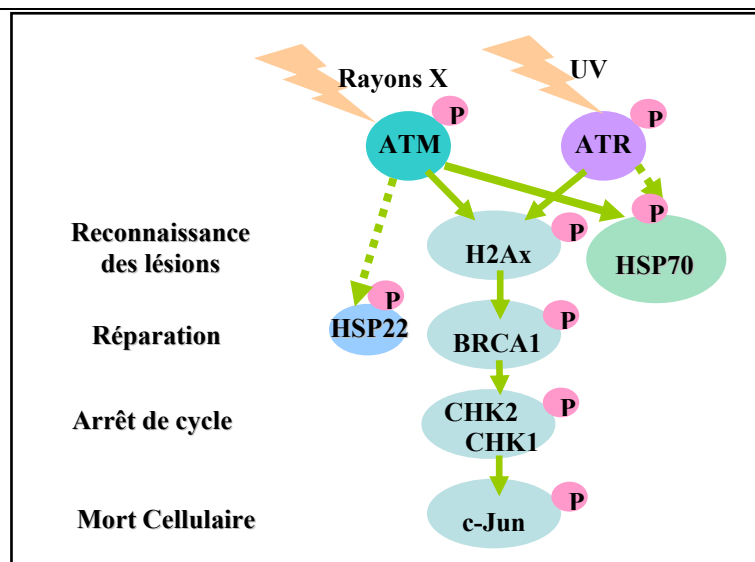 Rayons X
UV
P
P
ATM
ATR
P
P
Reconnaissance
des lésions
H2Ax
HSP70
P
P
HSP22
Réparation
BRCA1
P
Arrêt de cycle
CHK2
CHK1
P
Mort Cellulaire
c-Jun